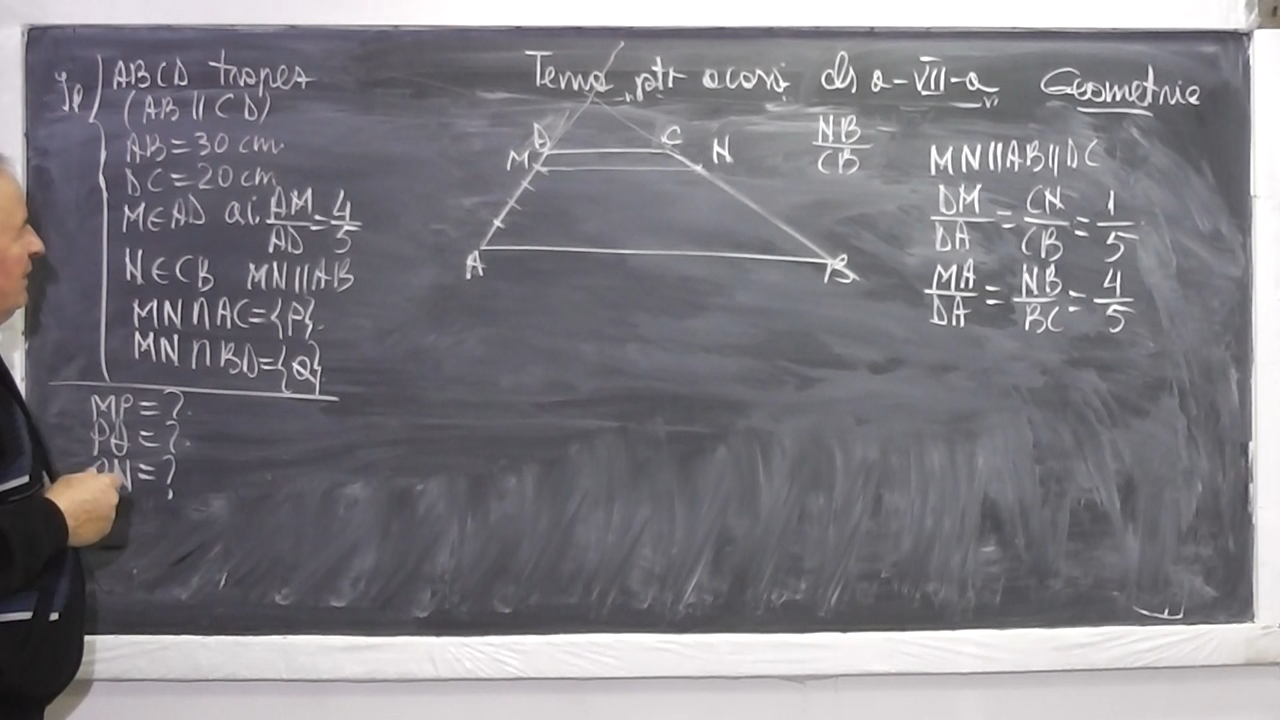 Tema ptr acasă cls a-VII-a Geometrie
Ip
ABCD trapez
(AB ∥ CD)
AB = 30 cm
DC = 20 cm
M∈AD aî. AM/AD = 4/5
N∈CB MN∥AB
MN∩AC={P}.
MN∩BD={Q}
MP = ?
PQ = ?
QN = ?
D C
M N
A B
NB/CB
MN∥AB∥DC
DM/DA = CN/CB = 1/5
MA/DA = NB/BC = 4/5